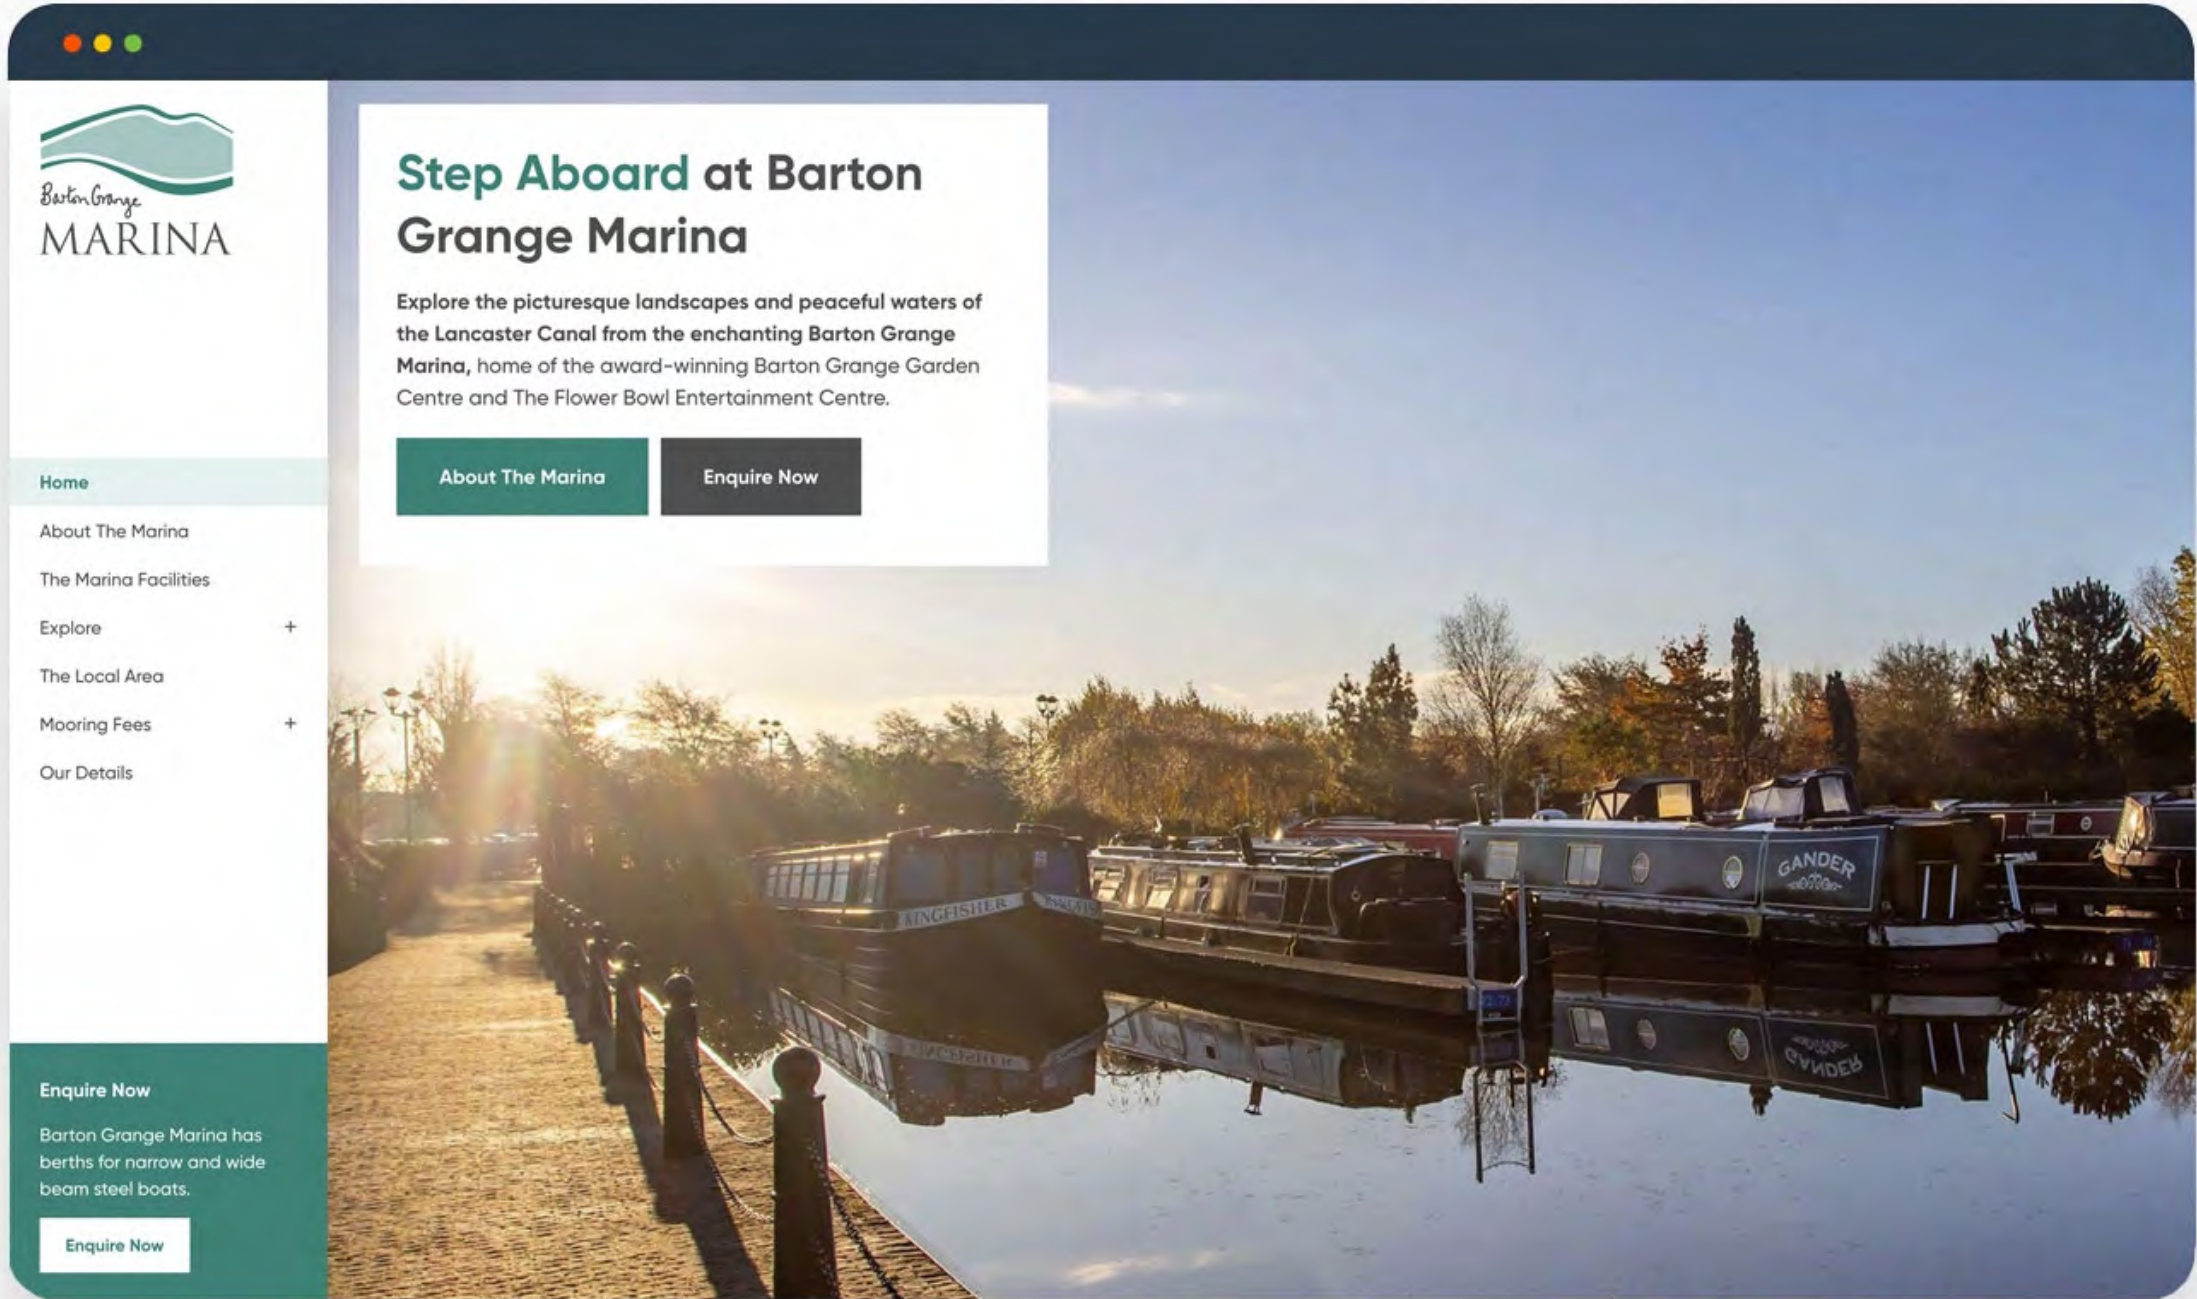 Barton Grange
MARINA
Step Aboard at Barton
Grange Marina
Explore the picturesque landscapes and peaceful waters of
the Lancaster Canal from the enchanting Barton Grange
Marina, home of the award-winning Barton Grange Garden
Centre and The Flower Bowl Entertainment Centre.
About The Marina
Enquire Now
Home
About The Marina
The Marina Facilities
Explore +
The Local Area
Mooring Fees +
Our Details
Enquire Now
Barton Grange Marina has
berths for narrow and wide
beam steel boats.
Enquire Now
KINGFISHER
GANDER